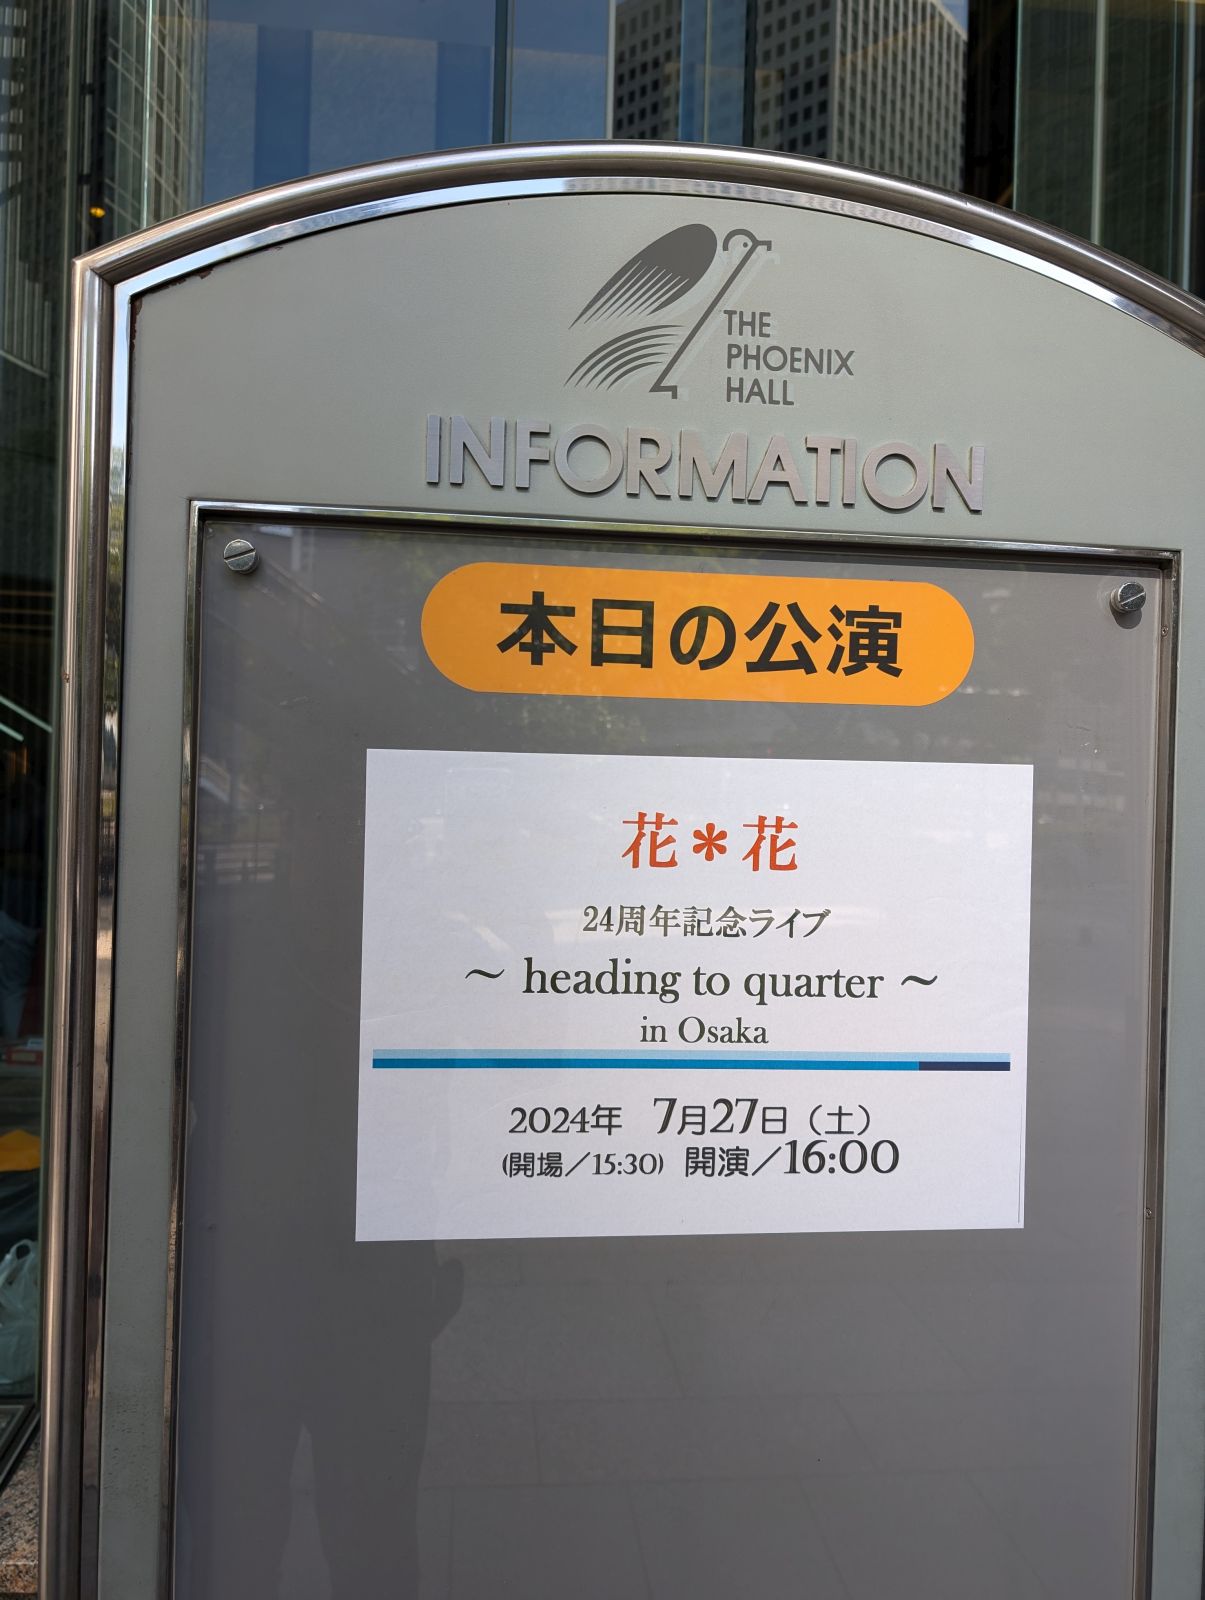 THE
PHOENIX
HALL
INFORMATION
本日の公演
花*花
24周年記念ライブ
～ heading to quarter ～
in Osaka
2024年 7月27日（土）
(開場／15:30) 開演／16:00